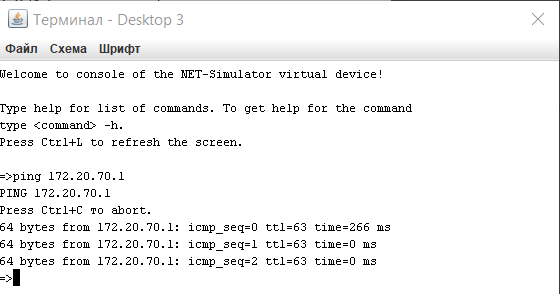 Терминал - Desktop 3
Файл Схема Шрифт
Welcome to console of the NET-Simulator virtual device!
Type help for list of commands. To get help for the command
type <command> -h.
Press Ctrl+L to refresh the screen.
=>ping 172.20.70.1
PING 172.20.70.1
Press Ctrl+C то abort.
64 bytes from 172.20.70.1: icmp_seq=0 ttl=63 time=266 ms
64 bytes from 172.20.70.1: icmp_seq=1 ttl=63 time=0 ms
64 bytes from 172.20.70.1: icmp_seq=2 ttl=63 time=0 ms
=>